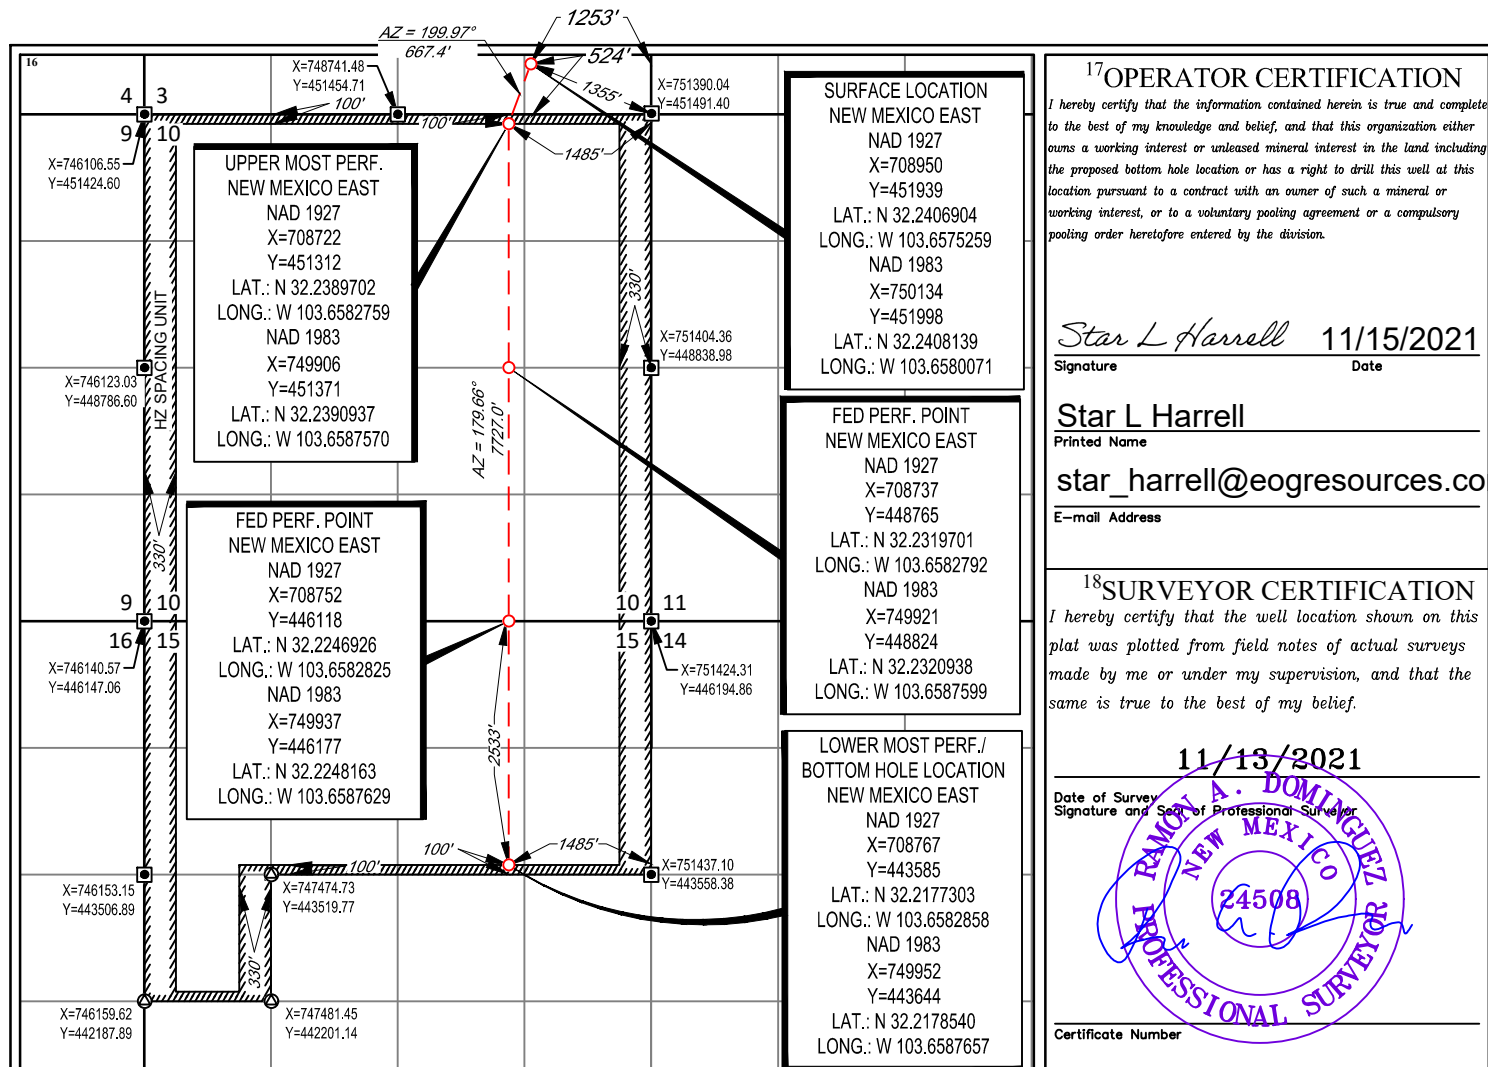 16
AZ = 199.97°
667.4'
1253'
524'
1355'
X=748741.48
Y=451454.71
X=751390.04
Y=451491.40
4 3
9 10
100'
100'
1485'
X=746106.55
Y=451424.60
UPPER MOST PERF.
NEW MEXICO EAST
NAD 1927
X=708722
Y=451312
LAT.: N 32.2389702
LONG.: W 103.6582759
NAD 1983
X=749906
Y=451371
LAT.: N 32.2390937
LONG.: W 103.6587570
SURFACE LOCATION
NEW MEXICO EAST
NAD 1927
X=708950
Y=451939
LAT.: N 32.2406904
LONG.: W 103.6575259
NAD 1983
X=750134
Y=451998
LAT.: N 32.2408139
LONG.: W 103.6580071
HZ SPACING UNIT
330'
X=746123.03
Y=448786.60
X=751404.36
Y=448838.98
AZ = 179.66°
7727.0'
330'
FED PERF. POINT
NEW MEXICO EAST
NAD 1927
X=708737
Y=448765
LAT.: N 32.2319701
LONG.: W 103.6582792
NAD 1983
X=749921
Y=448824
LAT.: N 32.2320938
LONG.: W 103.6587599
FED PERF. POINT
NEW MEXICO EAST
NAD 1927
X=708752
Y=446118
LAT.: N 32.2246926
LONG.: W 103.6582825
NAD 1983
X=749937
Y=446177
LAT.: N 32.2248163
LONG.: W 103.6587629
9 10
16 15
10 11
15 14
X=746140.57
Y=446147.06
X=751424.31
Y=446194.86
2533'
LOWER MOST PERF./
BOTTOM HOLE LOCATION
NEW MEXICO EAST
NAD 1927
X=708767
Y=443585
LAT.: N 32.2177303
LONG.: W 103.6582858
NAD 1983
X=749952
Y=443644
LAT.: N 32.2178540
LONG.: W 103.6587657
100'
100'
1485'
X=751437.10
Y=443558.38
X=746153.15
Y=443506.89
X=747474.73
Y=443519.77
330'
X=746159.62
Y=442187.89
X=747481.45
Y=442201.14
17 OPERATOR CERTIFICATION
I hereby certify that the information contained herein is true and complete
to the best of my knowledge and belief, and that this organization either
owns a working interest or unleased mineral interest in the land including
the proposed bottom hole location or has a right to drill this well at this
location pursuant to a contract with an owner of such a mineral or
working interest, or to a voluntary pooling agreement or a compulsory
pooling order heretofore entered by the division.
Star L Harrell 11/15/2021
Signature Date
Star L Harrell
Printed Name
star_harrell@eogresources.co
E-mail Address
18 SURVEYOR CERTIFICATION
I hereby certify that the well location shown on this
plat was plotted from field notes of actual surveys
made by me or under my supervision, and that the
same is true to the best of my belief.
11/13/2021
Date of Survey
Signature and Seal of Professional Surveyor
RAMON A. DOMINGUEZ
NEW MEXICO
24508
PROFESSIONAL SURVEYOR
Certificate Number